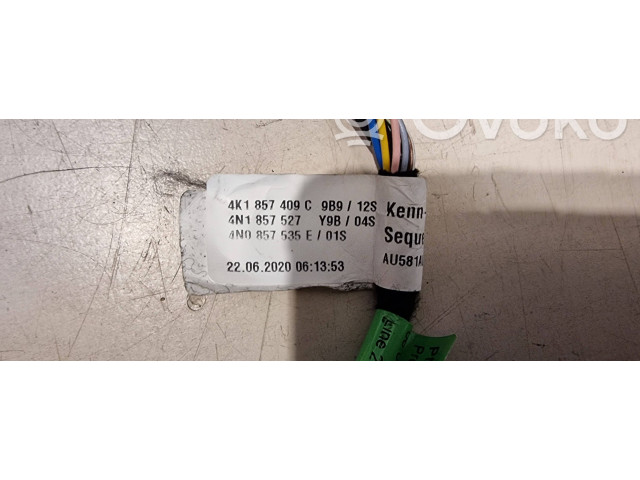 OVOKO
4K1 857 409 C 9B9 / 12S
4N1 857 527 Y9B / 04S
4N0 857 535 E / 01S
22.06.2020 06:13:53
Kenn-
Seque
AU581A